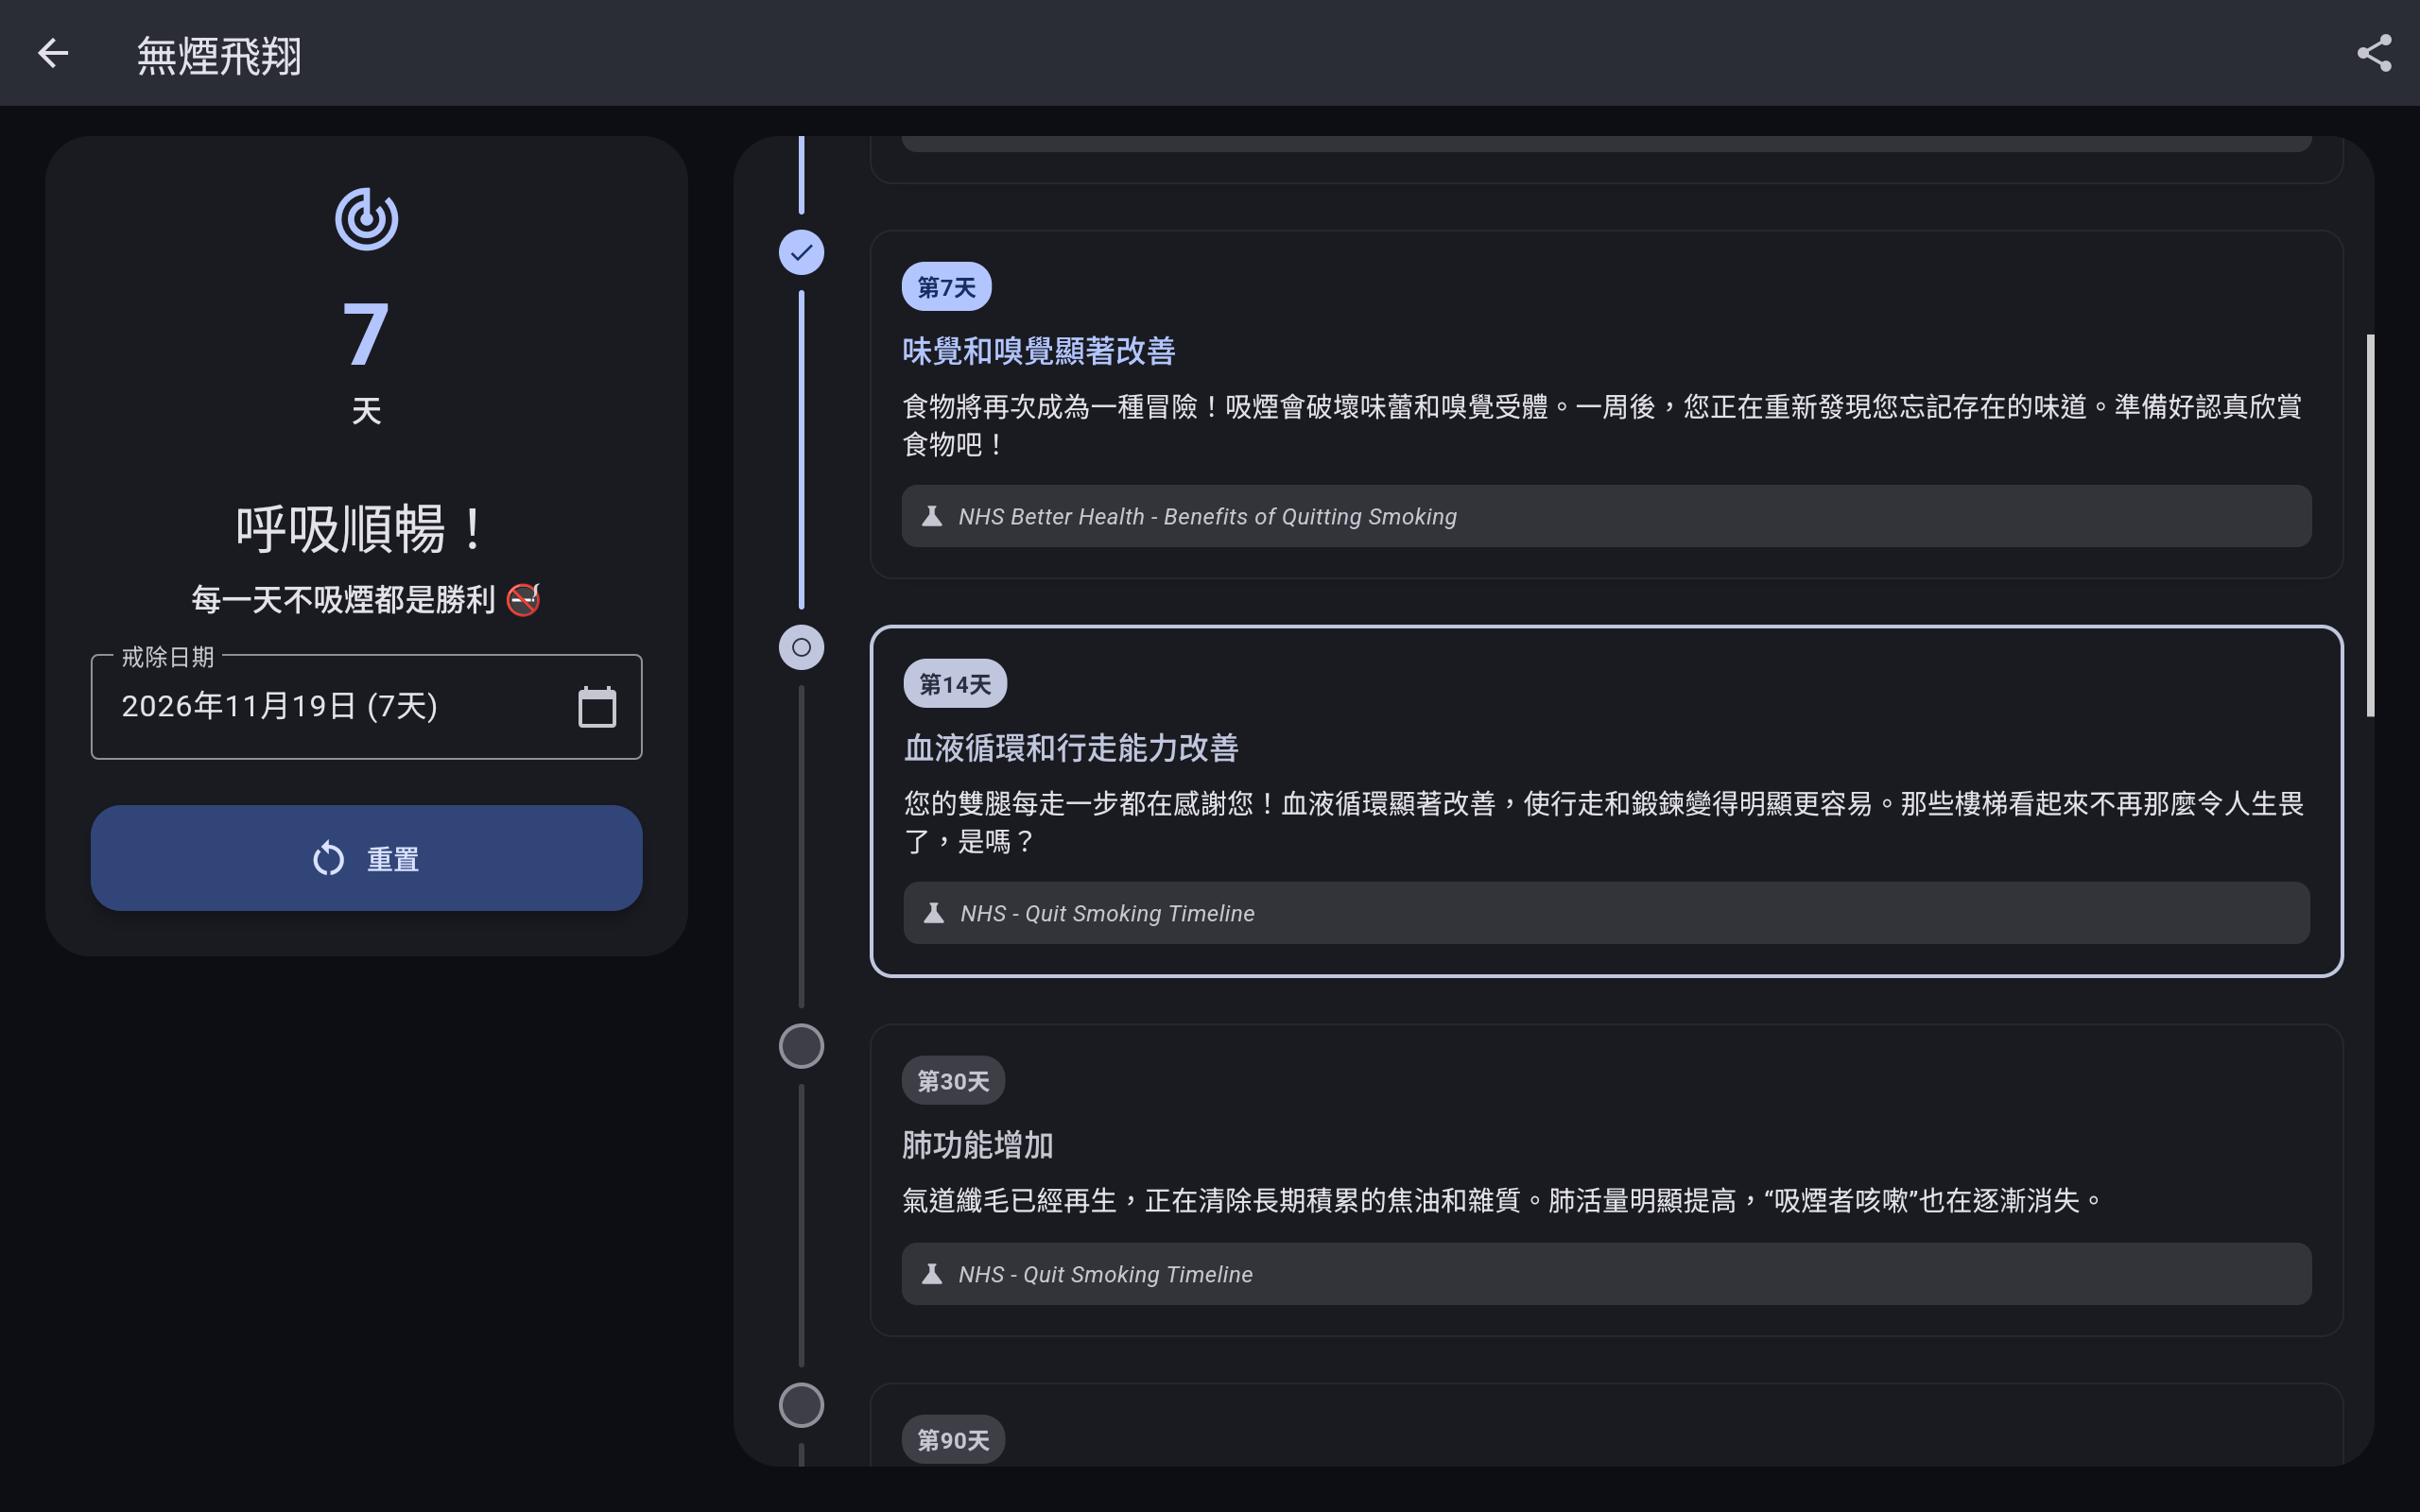 無煙飛翔
7
天
呼吸順暢！
每一天不吸煙都是勝利 🚭
戒除日期
2026年11月19日 (7天)
重置
第7天
味覺和嗅覺顯著改善
食物將再次成為一種冒險！吸煙會破壞味蕾和嗅覺受體。一周後，您正在重新發現您忘記存在的味道。準備好認真欣賞
食物吧！
NHS Better Health - Benefits of Quitting Smoking
第14天
血液循環和行走能力改善
您的雙腿每走一步都在感謝您！血液循環顯著改善，使行走和鍛鍊變得明顯更容易。那些樓梯看起來不再那麼令人生畏
了，是嗎？
NHS - Quit Smoking Timeline
第30天
肺功能增加
氣道纖毛已經再生，正在清除長期積累的焦油和雜質。肺活量明顯提高，“吸煙者咳嗽”也在逐漸消失。
NHS - Quit Smoking Timeline
第90天